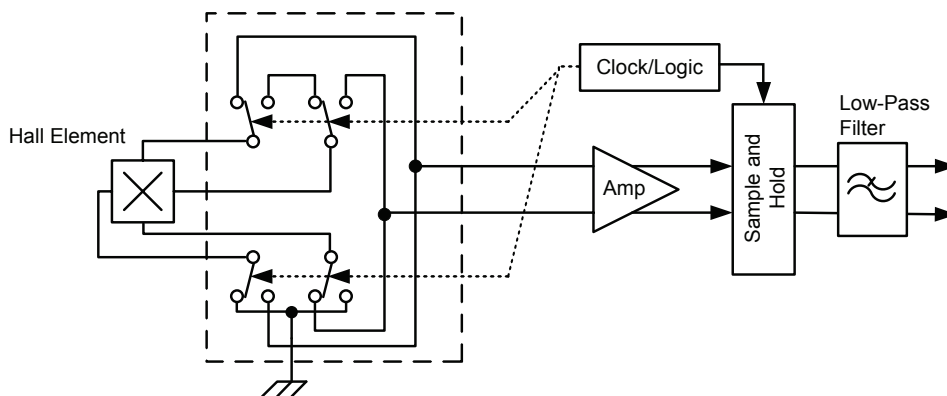 Clock/Logic
Low-Pass
Filter
Hall Element
Amp
Sample and
Hold